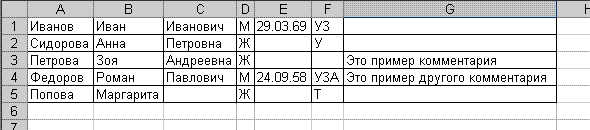 A B C D E F G H
1 Иванов Иван Иванович М 29.03.69 УЗ
2 Сидорова Анна Петровна Ж У
3 Петрова Зоя Андреевна Ж Это пример комментария
4 Федоров Роман Павлович М 24.09.58 УЗА Это пример другого комментария
5 Попова Маргарита Ж Т
6
7